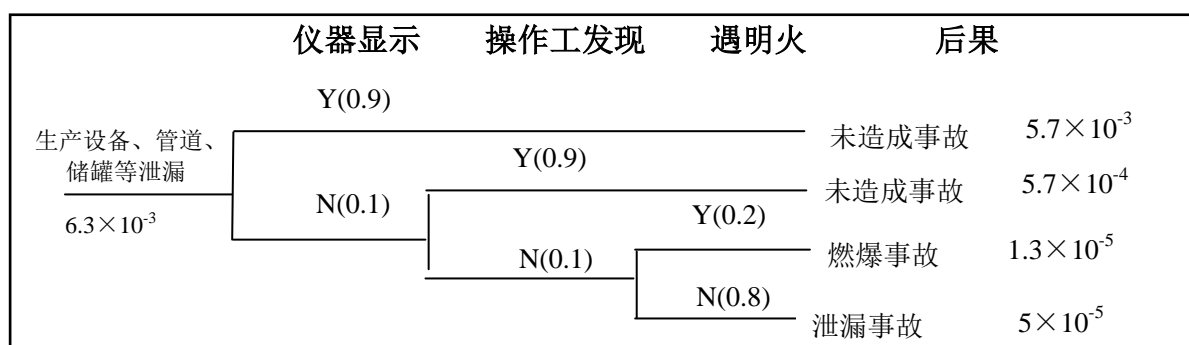 仪器显示 操作工发现 遇明火 后果
Y(0.9)
生产设备、管道、
储罐等泄漏
6.3×10⁻³
未造成事故 5.7×10⁻³
Y(0.9)
N(0.1)
未造成事故 5.7×10⁻⁴
Y(0.2)
N(0.1)
燃爆事故 1.3×10⁻⁵
N(0.8)
泄漏事故 5×10⁻⁵